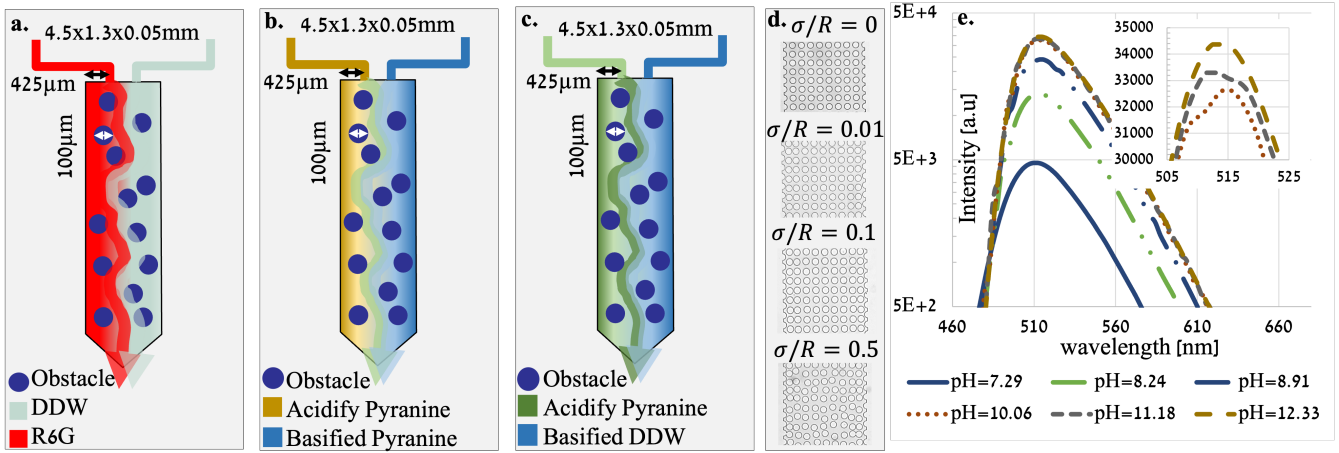 a.
4.5x1.3x0.05mm
425µm
100µm
Obstacle
DDW
R6G
b.
4.5x1.3x0.05mm
425µm
100µm
Obstacle
Acidify Pyranine
Basified Pyranine
c.
4.5x1.3x0.05mm
425µm
100µm
Obstacle
Acidify Pyranine
Basified DDW
d.
σ/R = 0
σ/R = 0.01
σ/R = 0.1
σ/R = 0.5
e.
5E+4
5E+3
5E+2
Intensity [a.u]
460 510 560 610 660
wavelength [nm]
35000
34000
33000
32000
31000
30000
505 515 525
pH=7.29 pH=8.24 pH=8.91
pH=10.06 pH=11.18 pH=12.33